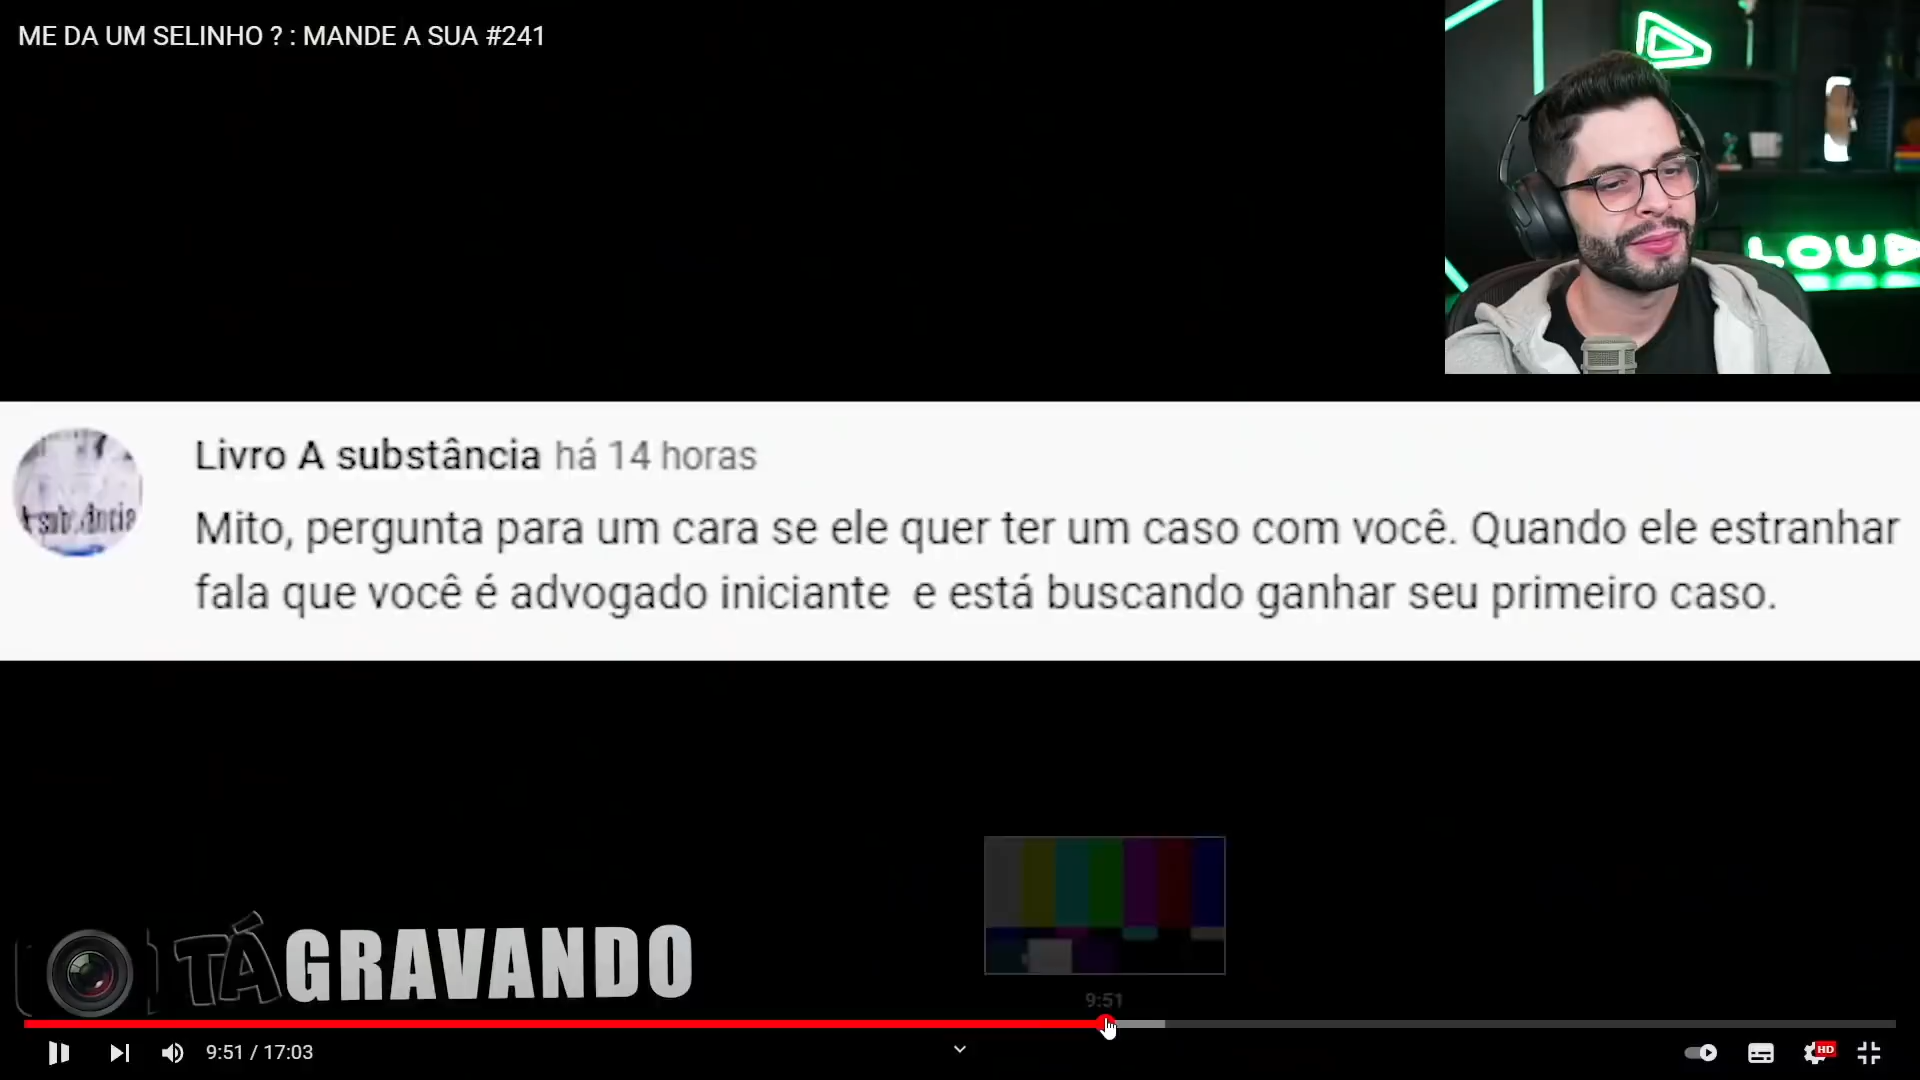 ME DA UM SELINHO ? : MANDE A SUA #241
LOUD
Livro A substância há 14 horas
Mito, pergunta para um cara se ele quer ter um caso com você. Quando ele estranhar
fala que você é advogado iniciante e está buscando ganhar seu primeiro caso.
TÁGRAVANDO
9:51
9:51 / 17:03
HD